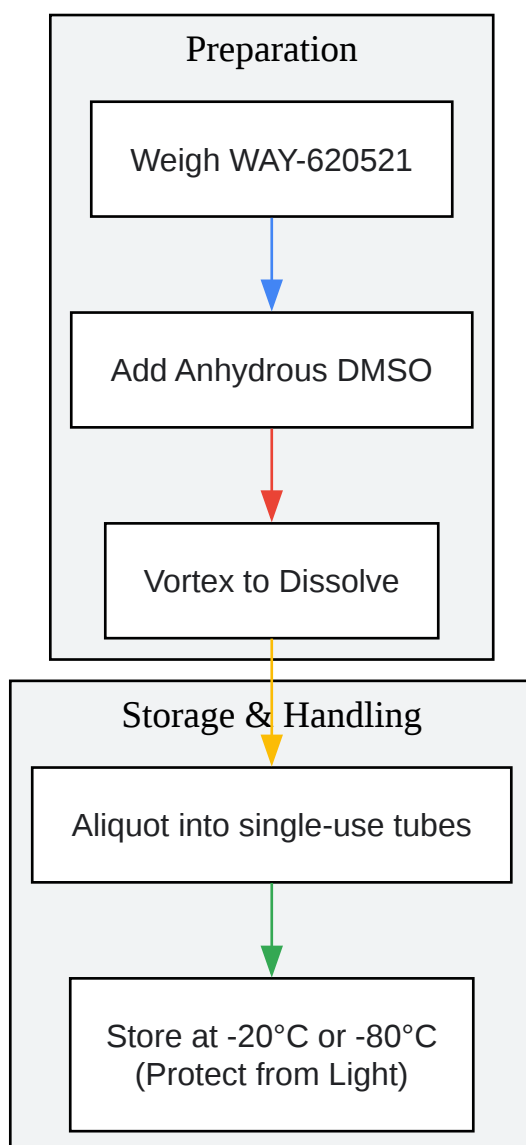 Preparation
Weigh WAY-620521
Add Anhydrous DMSO
Vortex to Dissolve
Storage & Handling
Aliquot into single-use tubes
Store at -20°C or -80°C
(Protect from Light)